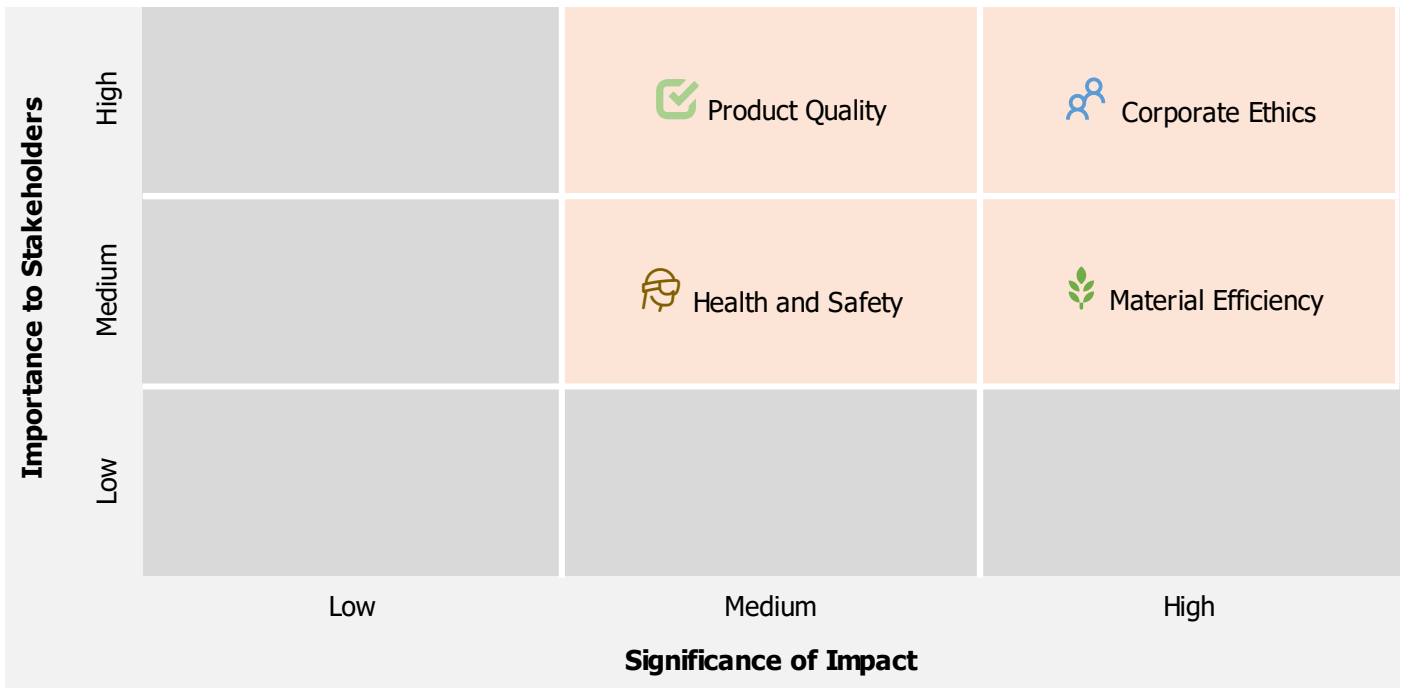 Importance to Stakeholders
High
Product Quality
Corporate Ethics
Medium
Health and Safety
Material Efficiency
Low
Low
Medium
High
Significance of Impact